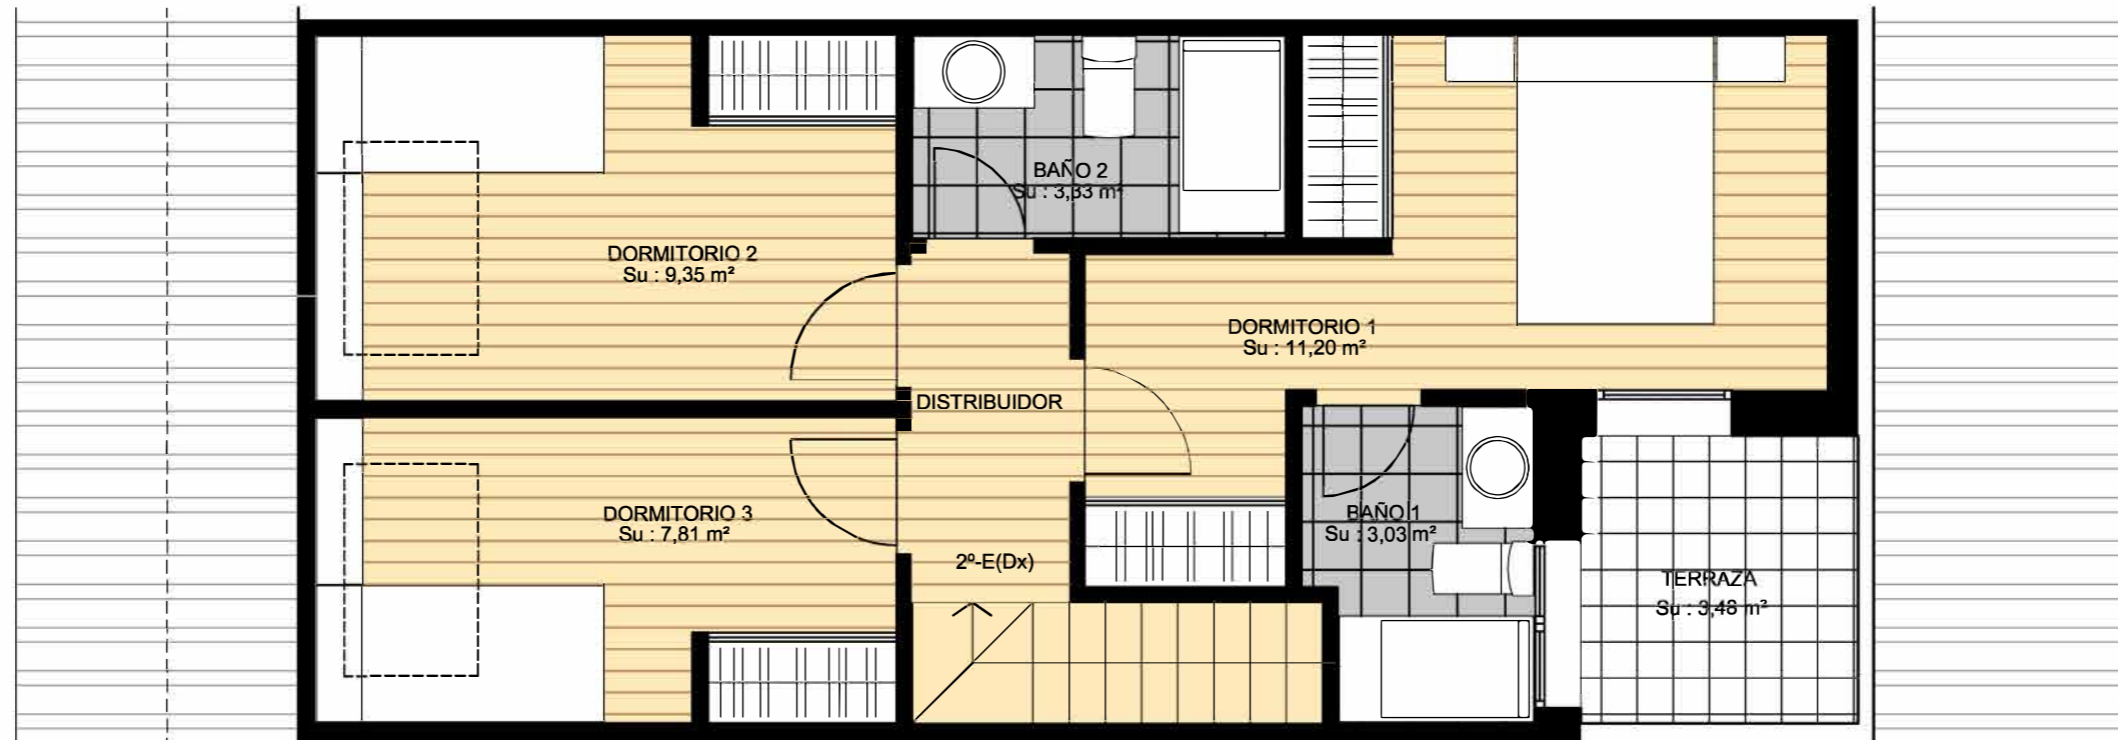 BAÑO 2
Su : 3,33 m²
DORMITORIO 2
Su : 9,35 m²
DORMITORIO 1
Su : 11,20 m²
DISTRIBUIDOR
DORMITORIO 3
Su : 7,81 m²
BAÑO 1
Su : 3,03 m²
2º-E(Dx)
TERRAZA
Su : 3,48 m²